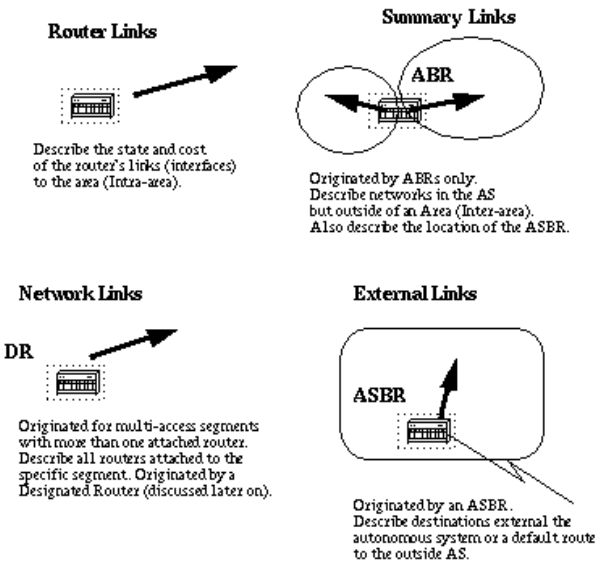 Router Links
Describe the state and cost
of the router's links (interfaces)
to the area (Intra-area).
Summary Links
ABR
Originated by ABRs only.
Describe networks in the AS
but outside of an Area (Inter-area).
Also describe the location of the ASBR.
Network Links
DR
Originated for multi-access segments
with more than one attached router.
Describe all routers attached to the
specific segment. Originated by a
Designated Router (discussed later on).
External Links
ASBR
Originated by an ASBR.
Describe destinations external the
autonomous system or a default route
to the outside AS.